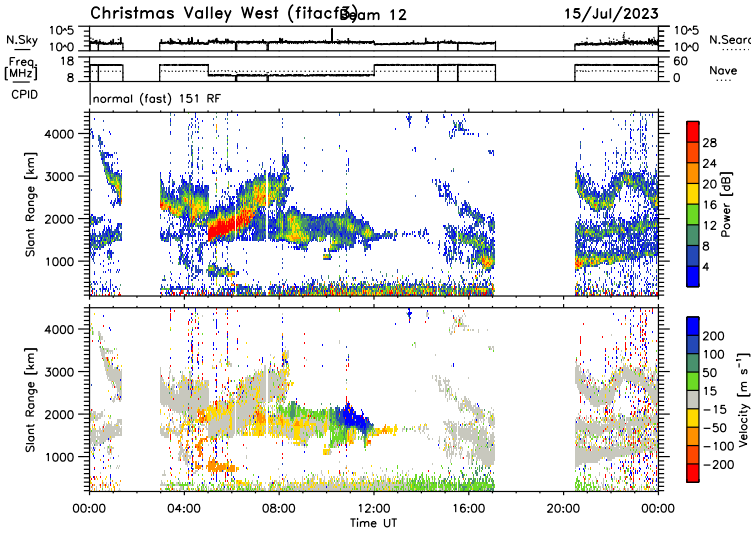 Christmas Valley West (fitacf3) Beam 12 15/Jul/2023
N.Sky 10^5 10^0 10^5 10^0 N.Sear
Freq. [MHz] 18 8 60 0 Nave
CPID normal (fast) 151 RF
Slant Range [km] 4000 3000 2000 1000
Power [dB] 28 24 20 16 12 8 4
Slant Range [km] 4000 3000 2000 1000
Velocity [m s⁻¹] 200 100 50 15 −15 −50 −100 −200
00:00 04:00 08:00 12:00 16:00 20:00 00:00
Time UT